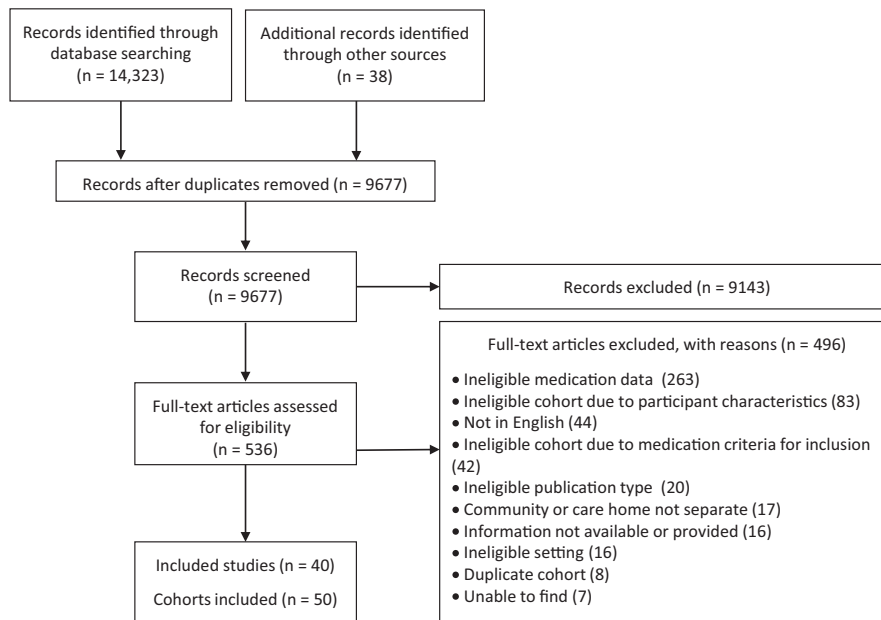 Records identified through
database searching
(n = 14,323)
Additional records identified
through other sources
(n = 38)
Records after duplicates removed (n = 9677)
Records screened
(n = 9677)
Records excluded (n = 9143)
Full-text articles assessed
for eligibility
(n = 536)
Full-text articles excluded, with reasons (n = 496)
• Ineligible medication data (263)
• Ineligible cohort due to participant characteristics (83)
• Not in English (44)
• Ineligible cohort due to medication criteria for inclusion
(42)
• Ineligible publication type (20)
• Community or care home not separate (17)
• Information not available or provided (16)
• Ineligible setting (16)
• Duplicate cohort (8)
• Unable to find (7)
Included studies (n = 40)
Cohorts included (n = 50)